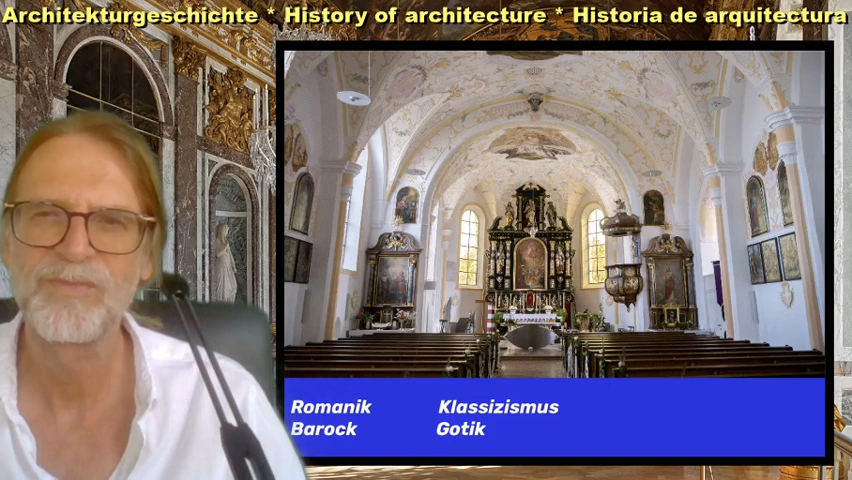 Architekturgeschichte * History of architecture * Historia de arquitectura
Romanik Klassizismus
Barock Gotik